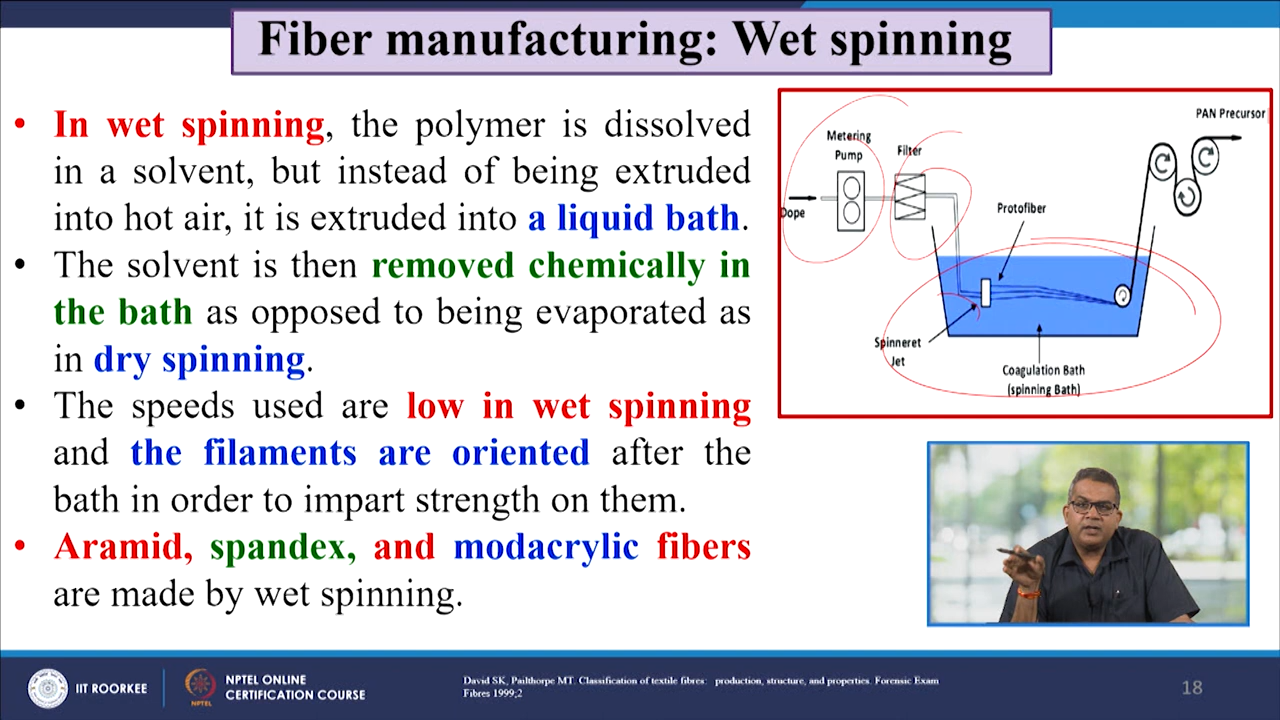 Fiber manufacturing: Wet spinning
• In wet spinning, the polymer is dissolved
in a solvent, but instead of being extruded
into hot air, it is extruded into a liquid bath.
• The solvent is then removed chemically in
the bath as opposed to being evaporated as
in dry spinning.
• The speeds used are low in wet spinning
and the filaments are oriented after the
bath in order to impart strength on them.
• Aramid, spandex, and modacrylic fibers
are made by wet spinning.
PAN Precursor
Metering
Pump
Filter
Dope
Protofiber
Spinneret
Jet
Coagulation Bath
(spinning Bath)
IIT ROORKEE
NPTEL
NPTEL ONLINE
CERTIFICATION COURSE
David SK, Pailthorpe MT. Classification of textile fibres: production, structure, and properties. Forensic Exam
Fibres 1999;2
18